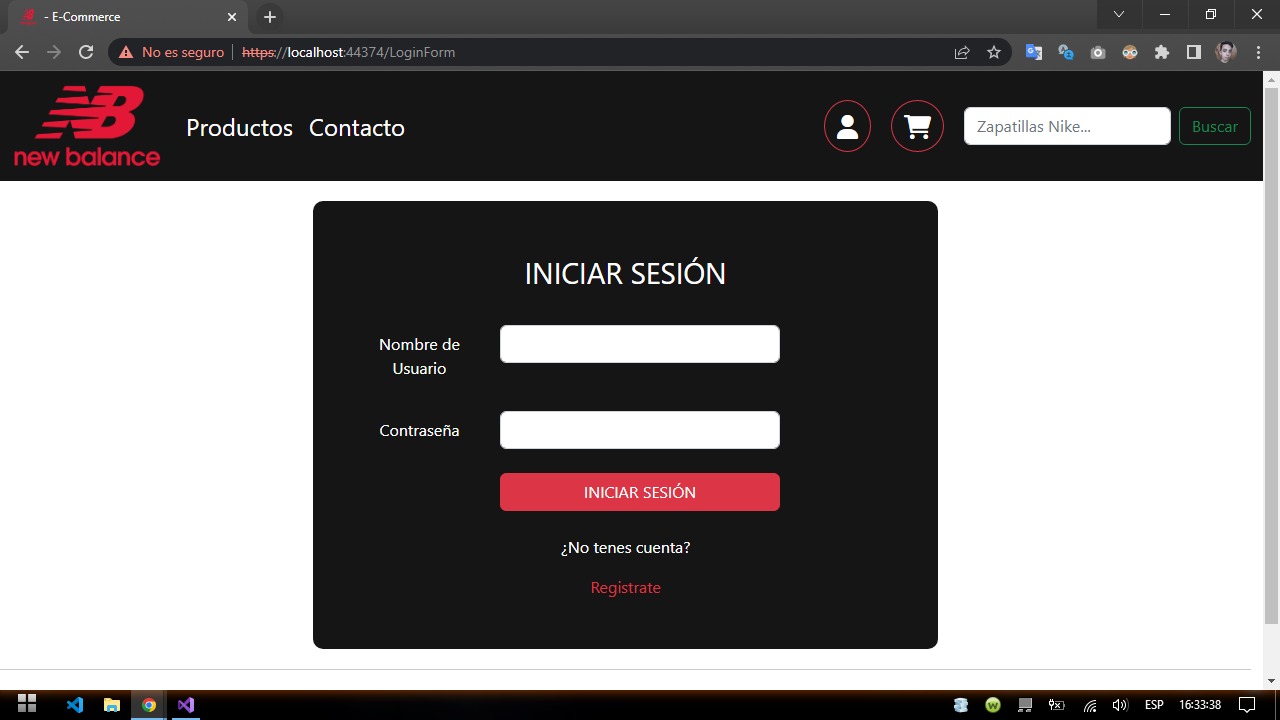 - E-Commerce
No es seguro
https://localhost:44374/LoginForm
new balance
Productos
Contacto
Zapatillas Nike...
Buscar
INICIAR SESIÓN
Nombre de
Usuario
Contraseña
INICIAR SESIÓN
¿No tenes cuenta?
Registrate
ESP
16:33:38